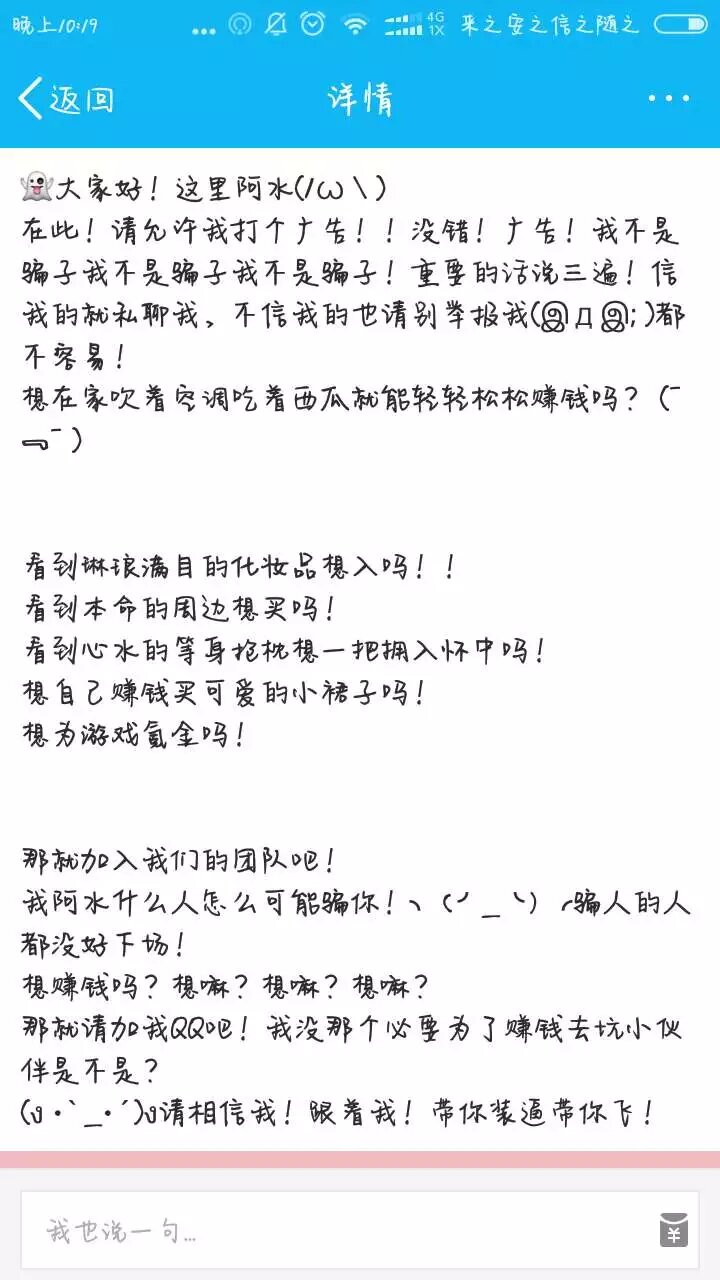 晚上10:19 ... 4G 1X 来之安之信之随之
返回 详情 ...
👻大家好！这里阿水(/ω＼)
在此！请允许我打个广告！！没错！广告！我不是
骗子我不是骗子我不是骗子！重要的话说三遍！信
我的就私聊我、不信我的也请别举报我(இдஇ; )都
不容易！
想在家吹着空调吃着西瓜就能轻轻松松赚钱吗？(¯
﹃¯)
看到琳琅满目的化妆品想入吗！！
看到本命的周边想买吗！
看到心水的等身抱枕想一把拥入怀中吗！
想自己赚钱买可爱的小裙子吗！
想为游戏氪金吗！
那就加入我们的团队吧！
我阿水什么人怎么可能骗你！ヽ(╯_╰)╭骗人的人
都没好下场！
想赚钱吗？想嘛？想嘛？想嘛？
那就请加我QQ吧！我没那个必要为了赚钱去坑小伙
伴是不是？
(ง •̀_•́)ง请相信我！跟着我！带你装逼带你飞！
我也说一句... ¥